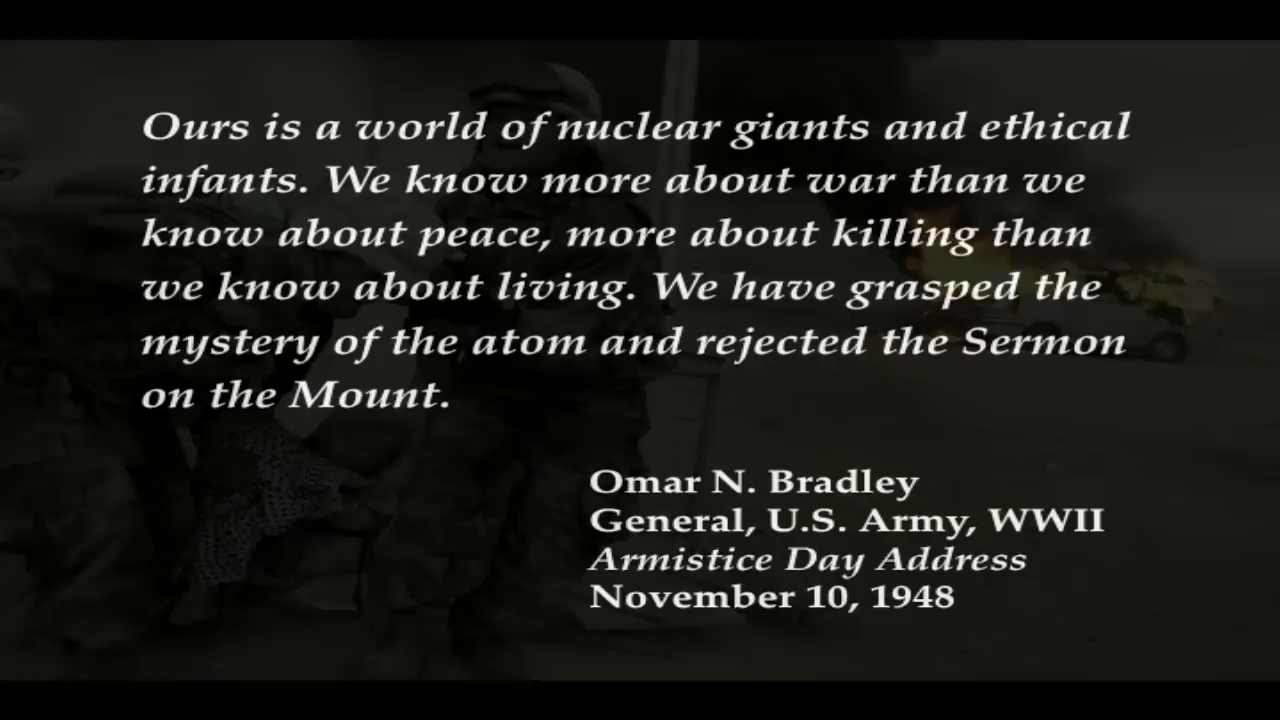 Ours is a world of nuclear giants and ethical
infants. We know more about war than we
know about peace, more about killing than
we know about living. We have grasped the
mystery of the atom and rejected the Sermon
on the Mount.
Omar N. Bradley
General, U.S. Army, WWII
Armistice Day Address
November 10, 1948